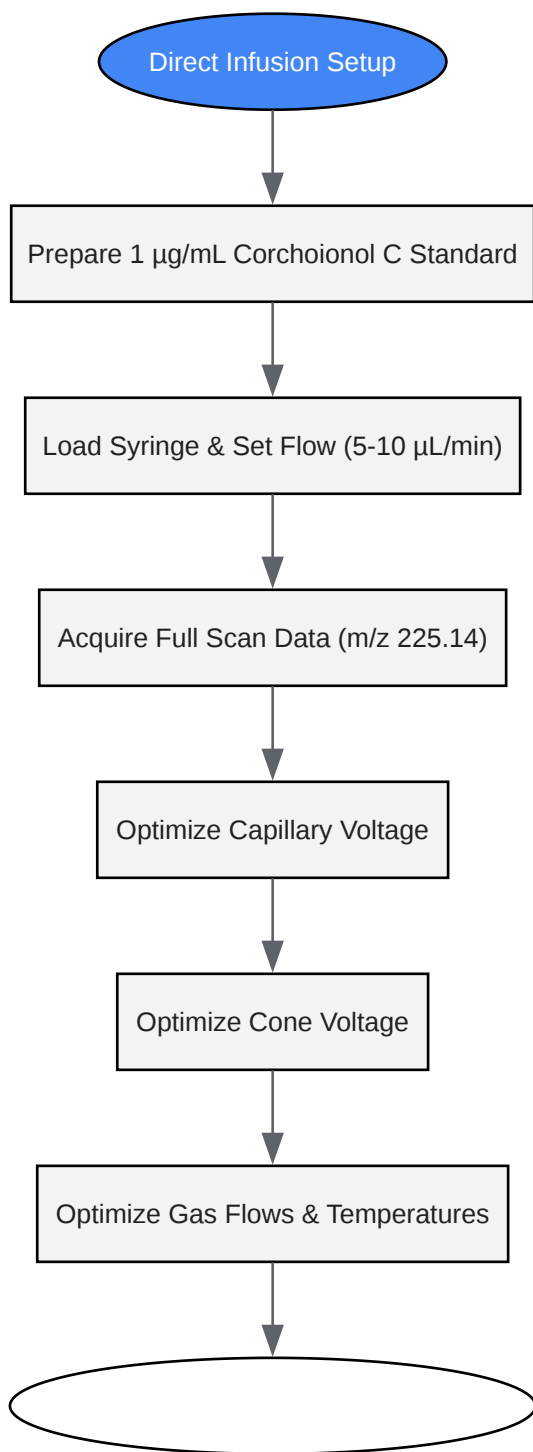 Direct Infusion Setup
Prepare 1 µg/mL Corchoionol C Standard
Load Syringe & Set Flow (5-10 µL/min)
Acquire Full Scan Data (m/z 225.14)
Optimize Capillary Voltage
Optimize Cone Voltage
Optimize Gas Flows & Temperatures